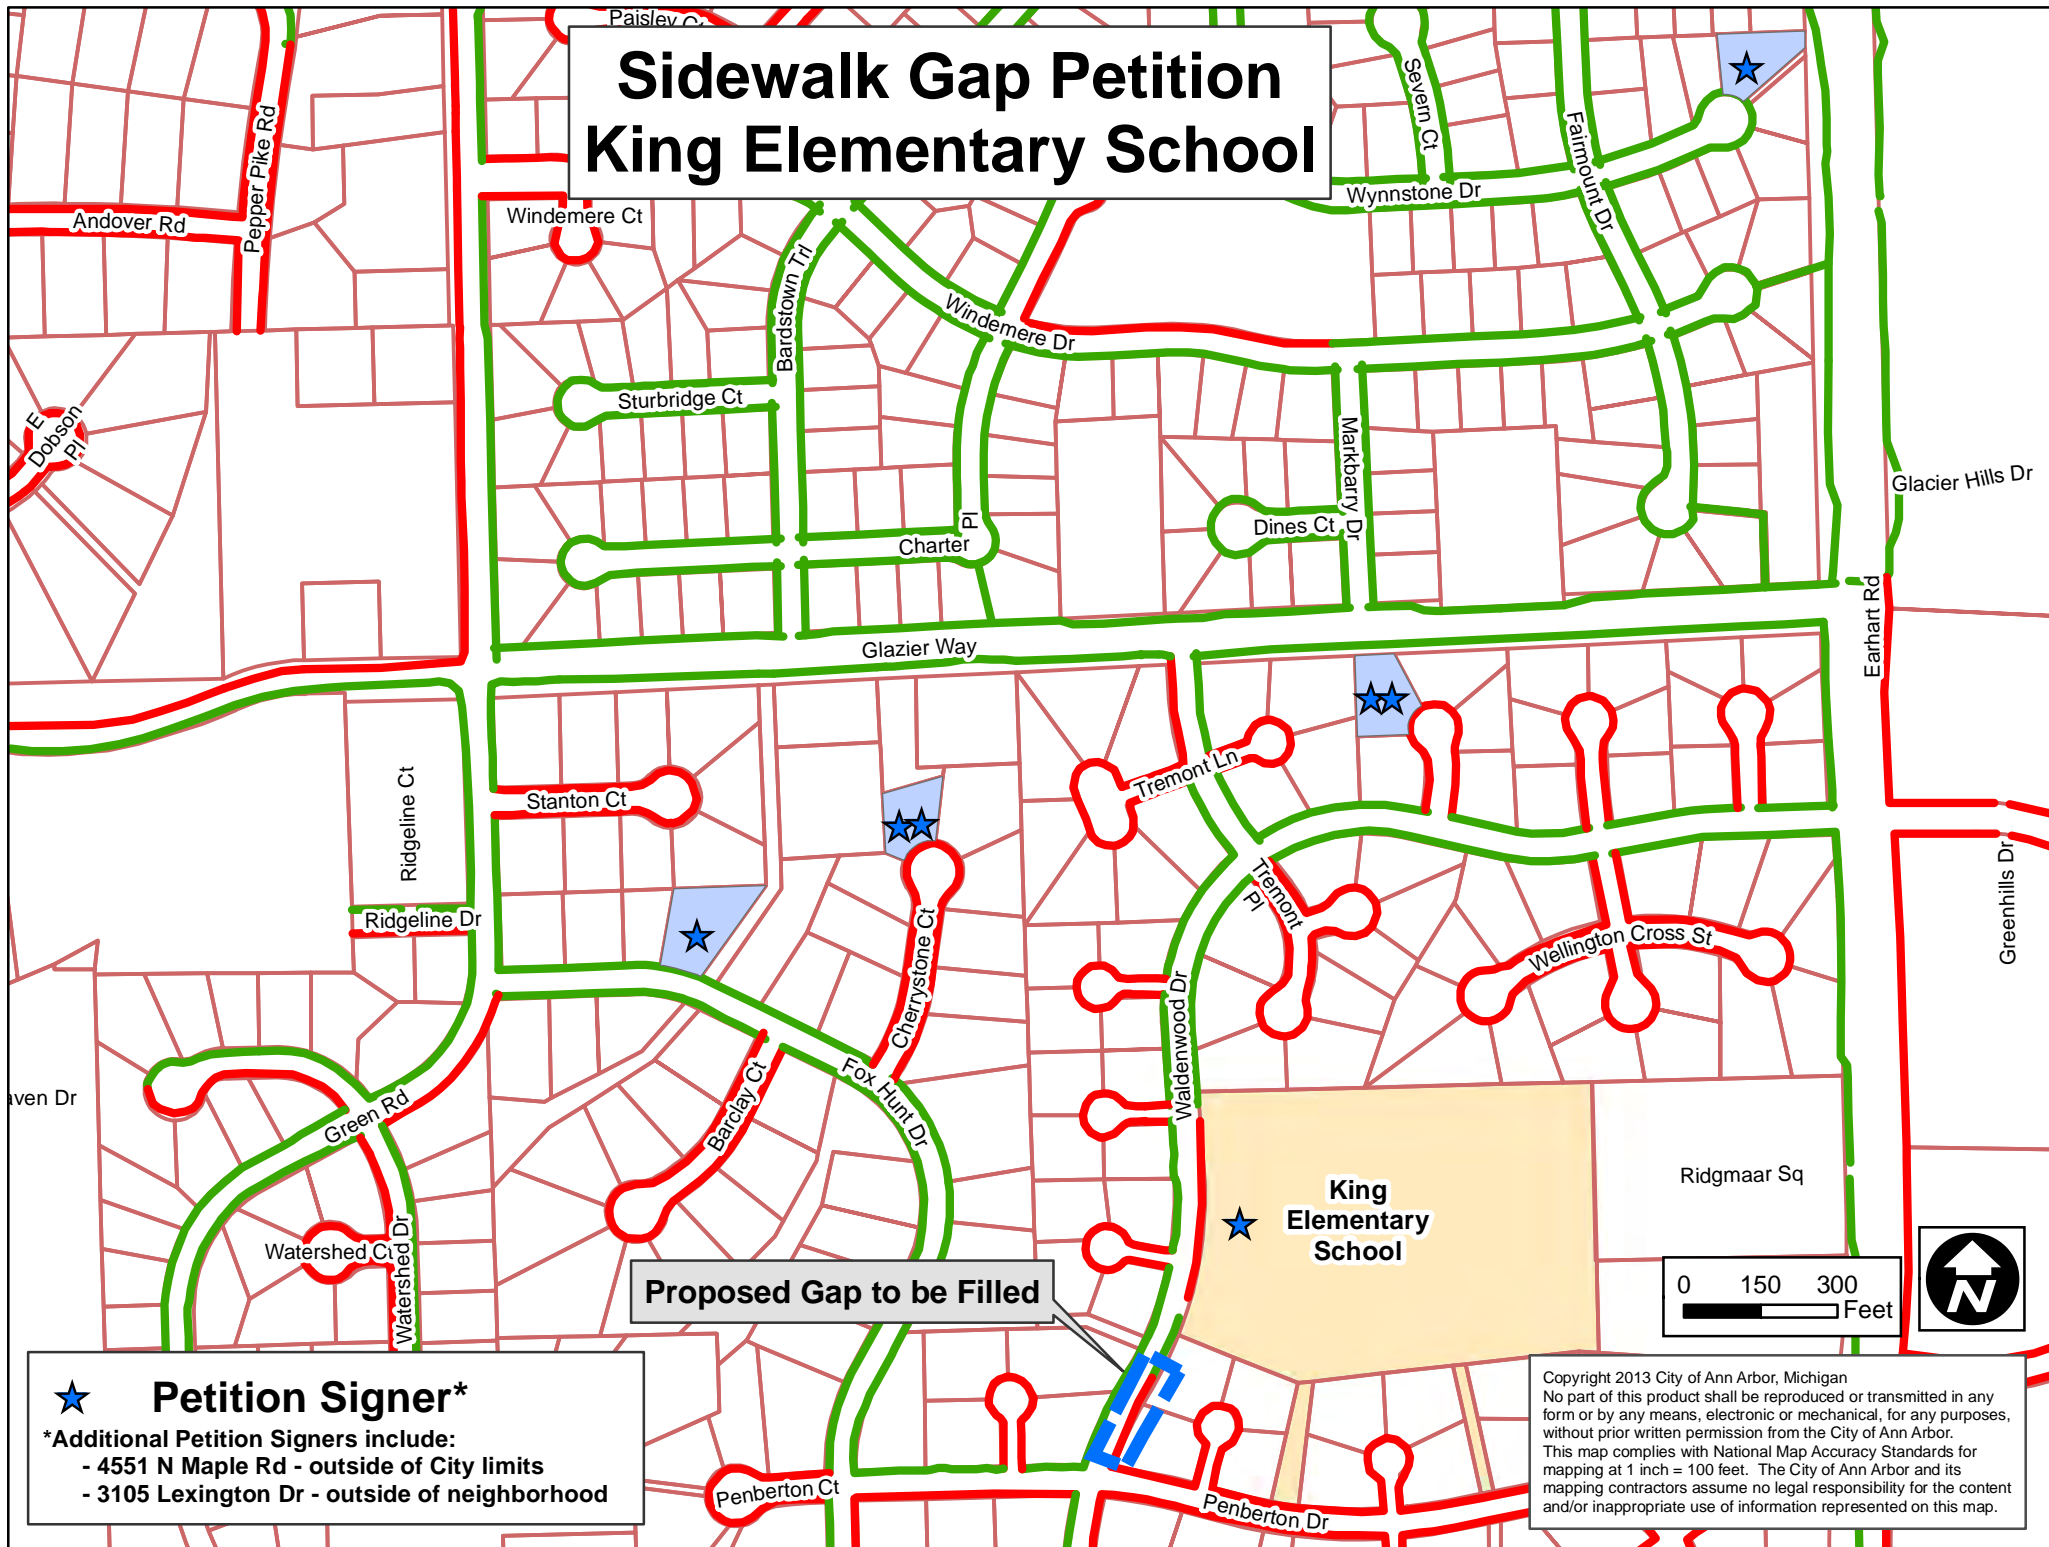 Paisley Ct
Sidewalk Gap Petition
King Elementary School
Severn Ct
Fairmount Dr
Pepper Pike Rd
Wynnstone Dr
Andover Rd
Windemere Ct
Bardstown Trl
Windemere Dr
Sturbridge Ct
E
Dobson
Pl
Markbarry Dr
Glacier Hills Dr
Dines Ct
Charter
Pl
Earhart Rd
Glazier Way
Tremont Ln
Ridgeline Ct
Stanton Ct
Greenhills Dr
Tremont
Pl
Ridgeline Dr
Cherrystone Ct
Wellington Cross St
Waldenwood Dr
aven Dr
Green Rd
Barclay Ct
Fox Hunt Dr
King
Elementary
School
Ridgmaar Sq
Watershed Ct
Watershed Dr
Proposed Gap to be Filled
0 150 300
Feet
N
Petition Signer*
*Additional Petition Signers include:
- 4551 N Maple Rd - outside of City limits
- 3105 Lexington Dr - outside of neighborhood
Penberton Ct
Penberton Dr
Copyright 2013 City of Ann Arbor, Michigan
No part of this product shall be reproduced or transmitted in any
form or by any means, electronic or mechanical, for any purposes,
without prior written permission from the City of Ann Arbor.
This map complies with National Map Accuracy Standards for
mapping at 1 inch = 100 feet. The City of Ann Arbor and its
mapping contractors assume no legal responsibility for the content
and/or inappropriate use of information represented on this map.